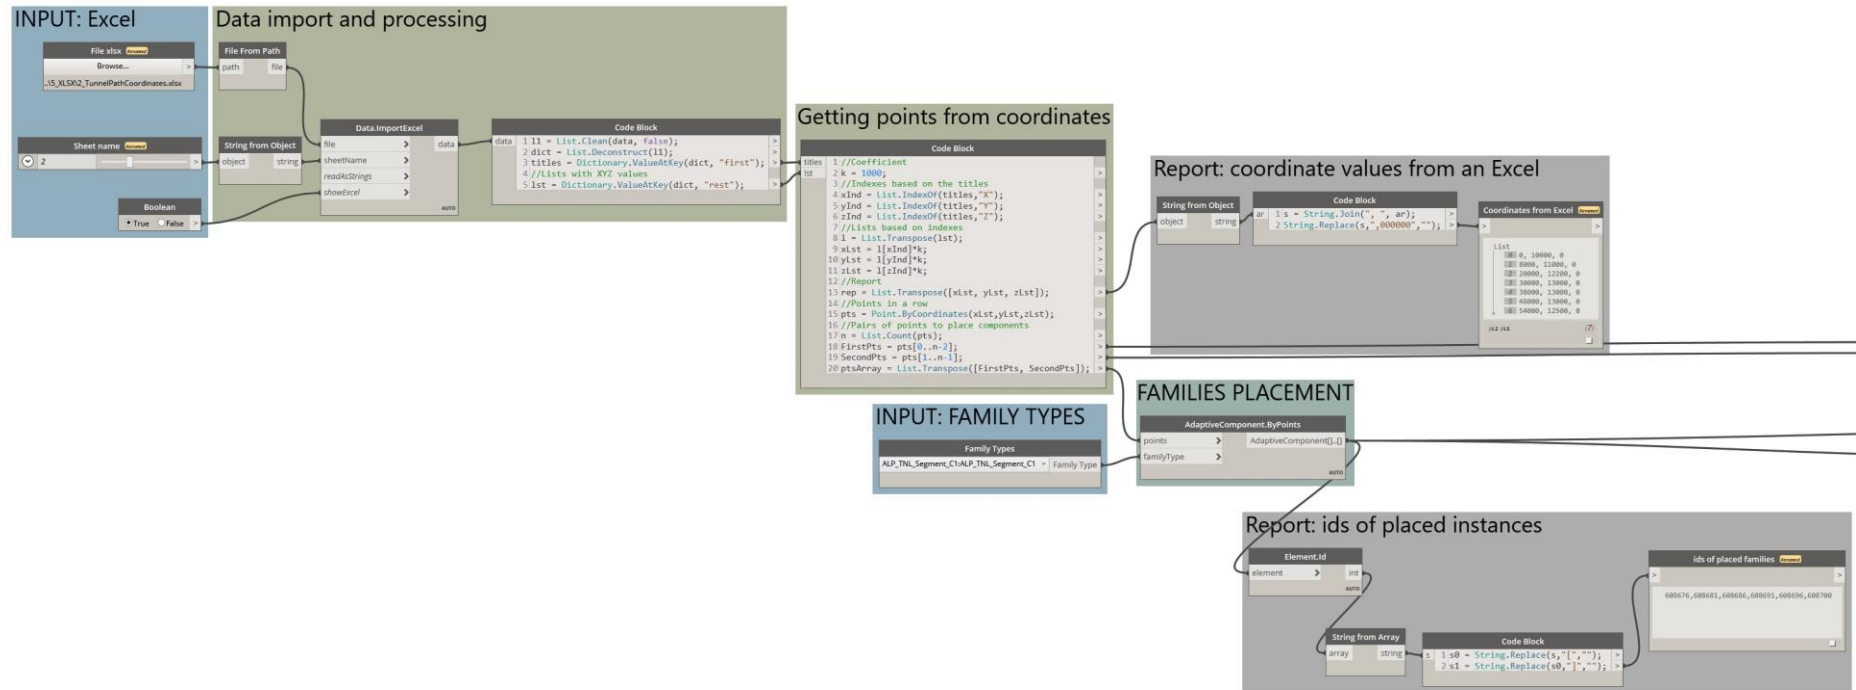 INPUT: Excel
File xlsx Renamed
Browse... >
..\5_XLSX\2_TunnelPathCoordinates.xlsx
Sheet name Renamed
2 >
Boolean
True False >
Data import and processing
File From Path
path file
String from Object
object string
Data.ImportExcel
file > data
sheetName >
readAsStrings >
showExcel >
AUTO
Code Block
data 1 l1 = List.Clean(data, false); >
2 dict = List.Deconstruct(l1); >
3 titles = Dictionary.ValueAtKey(dict, "first"); >
4 //Lists with XYZ values
5 lst = Dictionary.ValueAtKey(dict, "rest"); >
Getting points from coordinates
Code Block
titles 1 //Coefficient
lst 2 k = 1000; >
3 //Indexes based on the titles
4 xInd = List.IndexOf(titles,"X"); >
5 yInd = List.IndexOf(titles,"Y"); >
6 zInd = List.IndexOf(titles,"Z"); >
7 //Lists based on indexes
8 l = List.Transpose(lst); >
9 xLst = l[xInd]*k; >
10 yLst = l[yInd]*k; >
11 zLst = l[zInd]*k; >
12 //Report
13 rep = List.Transpose([xLst, yLst, zLst]); >
14 //Points in a row
15 pts = Point.ByCoordinates(xLst,yLst,zLst); >
16 //Pairs of points to place components
17 n = List.Count(pts); >
18 FirstPts = pts[0..n-2]; >
19 SecondPts = pts[1..n-1]; >
20 ptsArray = List.Transpose([FirstPts, SecondPts]); >
Report: coordinate values from an Excel
String from Object
object string
Code Block
ar 1 s = String.Join(", ", ar); >
2 String.Replace(s,",000000",""); >
Coordinates from Excel Renamed
> >
List
0 0, 10000, 0
1 8000, 11000, 0
2 20000, 12200, 0
3 30000, 13000, 0
4 38000, 13000, 0
5 48000, 13000, 0
6 54000, 12500, 0
@L2 @L1 {7}
INPUT: FAMILY TYPES
Family Types
ALP_TNL_Segment_C1:ALP_TNL_Segment_C1 Family Type
FAMILIES PLACEMENT
AdaptiveComponent.ByPoints
points > AdaptiveComponent[]..[]
familyType >
AUTO
Report: ids of placed instances
Element.Id
element > int
AUTO
String from Array
array string
Code Block
s 1 s0 = String.Replace(s,"[",""); >
2 s1 = String.Replace(s0,"]",""); >
ids of placed families Renamed
> >
608676,608681,608686,608691,608696,608700